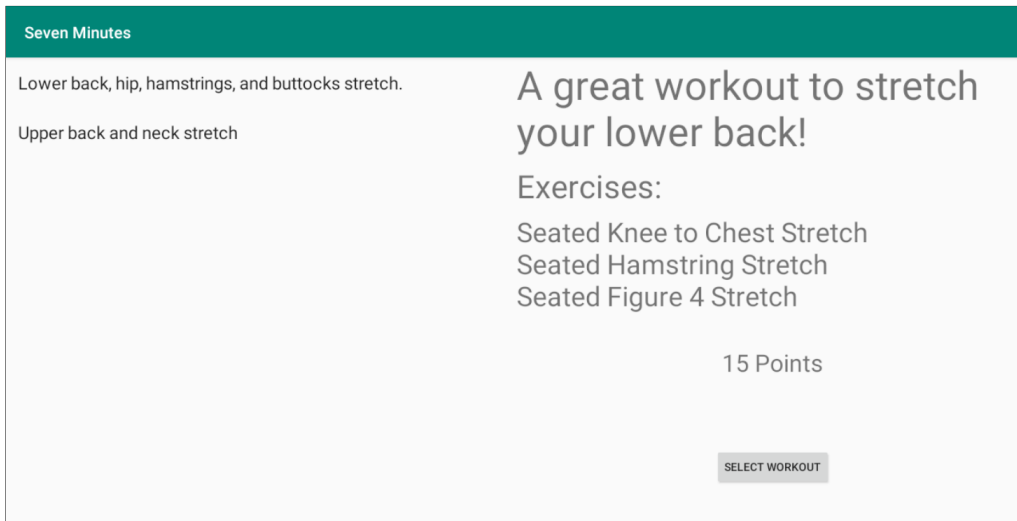 Seven Minutes
Lower back, hip, hamstrings, and buttocks stretch.
Upper back and neck stretch
A great workout to stretch
your lower back!
Exercises:
Seated Knee to Chest Stretch
Seated Hamstring Stretch
Seated Figure 4 Stretch
15 Points
SELECT WORKOUT